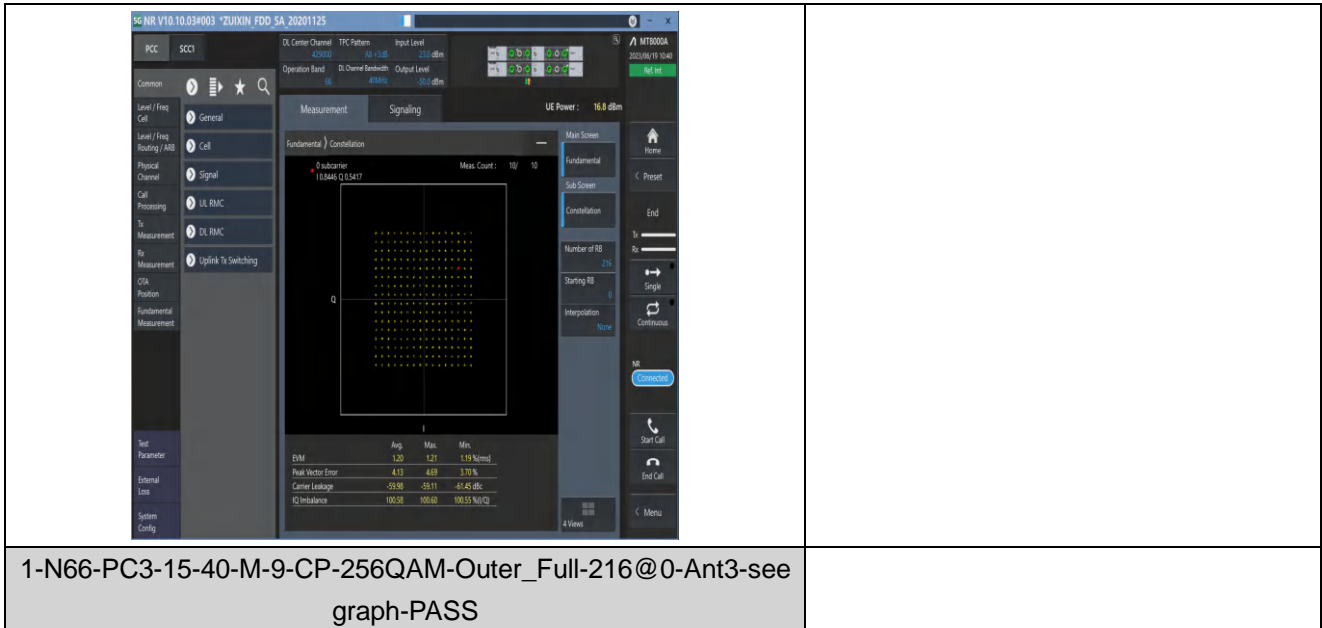 5G NR V10.10.03#003 *ZUIXIN_FDD_SA_20201125
PCC SCC1
DL Center Channel TPC Pattern Input Level
429000 All +3dB 23.0 dBm
Operation Band DL Channel Bandwidth Output Level
66 40MHz -50.0 dBm
MT8000A
2023/06/19 10:40
Ref. Int
Common
Level / Freq
Cell
Level / Freq
Routing / ARB
Physical
Channel
Call
Processing
Tx
Measurement
Rx
Measurement
OTA
Position
Fundamental
Measurement
Test
Parameter
External
Loss
System
Config
General
Cell
Signal
UL RMC
DL RMC
Uplink Tx Switching
Measurement Signaling
UE Power : 16.8 dBm
Fundamental Constellation
0 subcarrier Meas. Count : 10/ 10
I 0.8446 Q 0.5417
Q
I
Avg. Max. Min.
EVM 1.20 1.21 1.19 %(rms)
Peak Vector Error 4.13 4.69 3.70 %
Carrier Leakage -59.98 -59.11 -61.45 dBc
IQ Imbalance 100.58 100.60 100.55 %(I/Q)
Main Screen
Fundamental
Sub Screen
Constellation
Number of RB
216
Starting RB
0
Interpolation
None
4 Views
Home
< Preset
End
Tx
Rx
Single
Continuous
NR
Connected
Start Call
End Call
< Menu
1-N66-PC3-15-40-M-9-CP-256QAM-Outer_Full-216@0-Ant3-see
graph-PASS